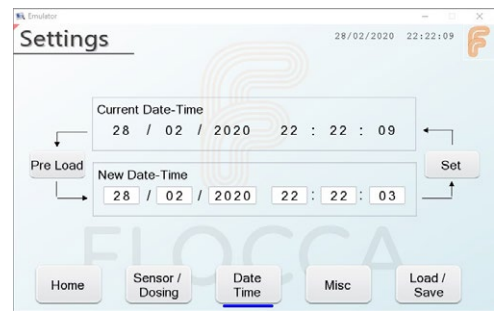 Emulator
Settings
28/02/2020 22:22:09
Current Date-Time
28 / 02 / 2020 22 : 22 : 09
Pre Load
Set
New Date-Time
28 / 02 / 2020 22 : 22 : 03
FLOCCA
Home
Sensor /
Dosing
Date
Time
Misc
Load /
Save